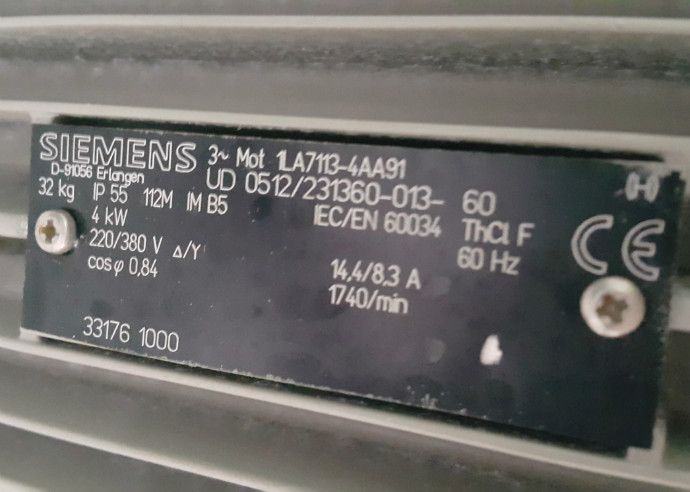 SIEMENS 3~ Mot 1LA7113-4AA91
D-91056 Erlangen UD 0512/231360-013- 60
32 kg IP 55 112M IM B5 IEC/EN 60034 ThCl F
4 kW 60 Hz
220/380 V Δ/Y 14,4/8,3 A
cos φ 0,84 1740/min
33176 1000
CE